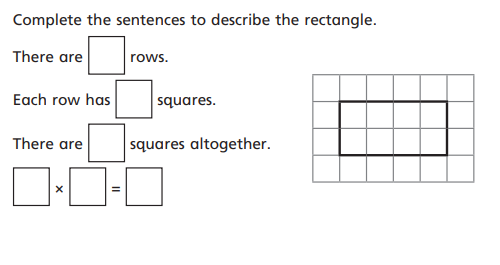 Complete the sentences to describe the rectangle.
There are rows.
Each row has squares.
There are squares altogether.
× =